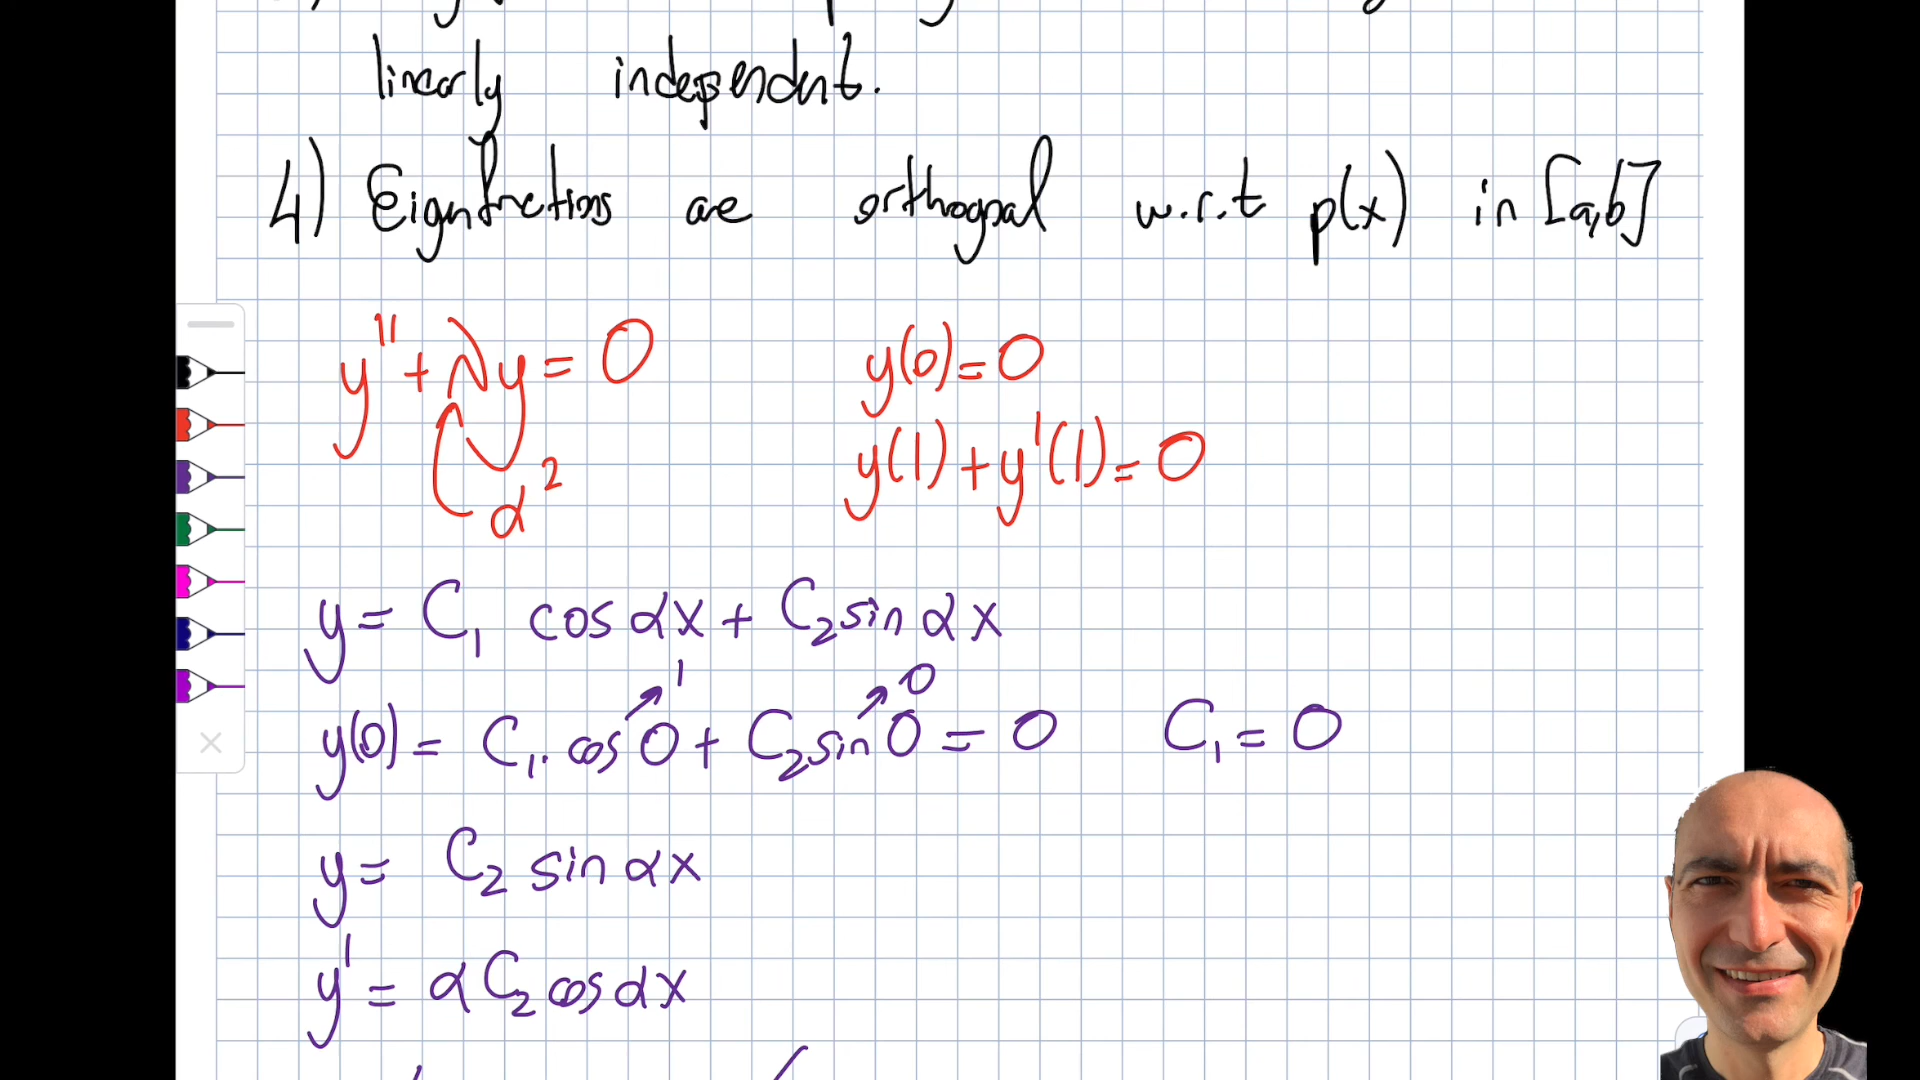 linearly independent.
4) Eigenfunctions are orthogonal w.r.t p(x) in [a,b]
y'' + λy = 0 y(0) = 0
α² y(1) + y'(1) = 0
y = C₁ cos αx + C₂ sin αx
1 0
y(0) = C₁. cos 0 + C₂ sin 0 = 0 C₁ = 0
y = C₂ sin αx
y' = α C₂ cos αx